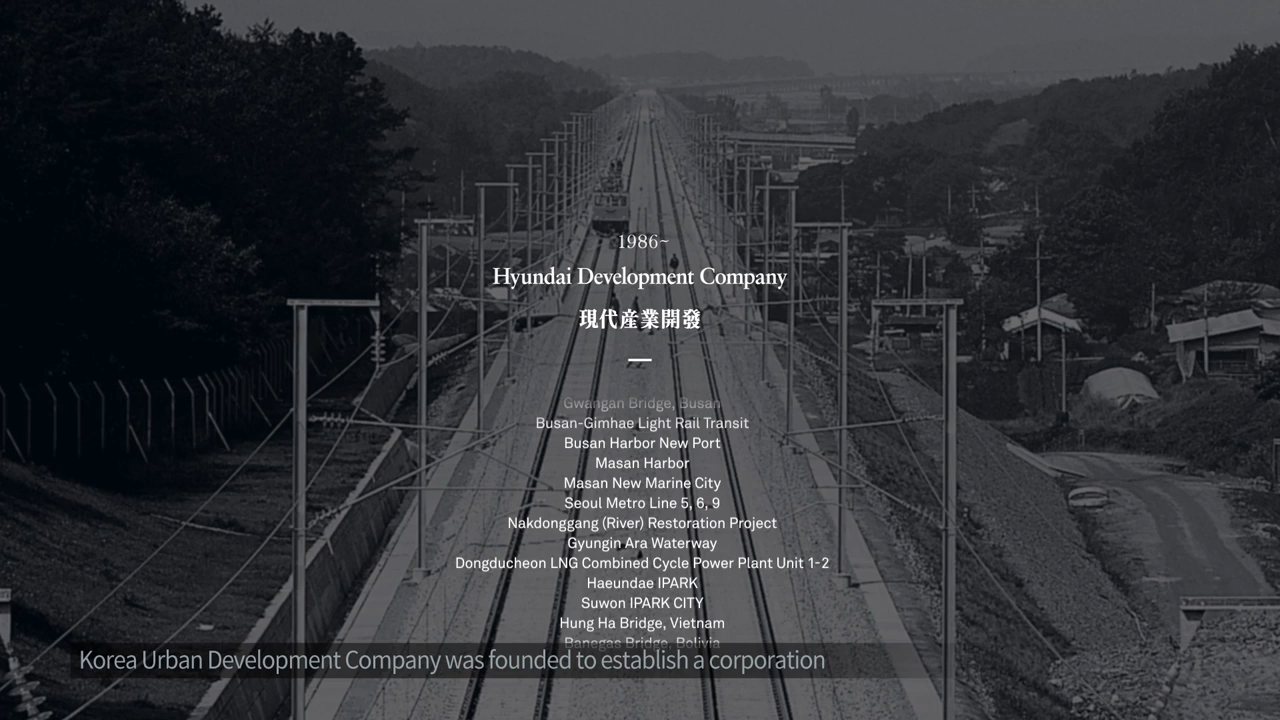 1986~
Hyundai Development Company
現代産業開發
Gwangan Bridge, Busan
Busan-Gimhae Light Rail Transit
Busan Harbor New Port
Masan Harbor
Masan New Marine City
Seoul Metro Line 5, 6, 9
Nakdonggang (River) Restoration Project
Gyungin Ara Waterway
Dongducheon LNG Combined Cycle Power Plant Unit 1-2
Haeundae IPARK
Suwon IPARK CITY
Hung Ha Bridge, Vietnam
Banegas Bridge, Bolivia
Korea Urban Development Company was founded to establish a corporation